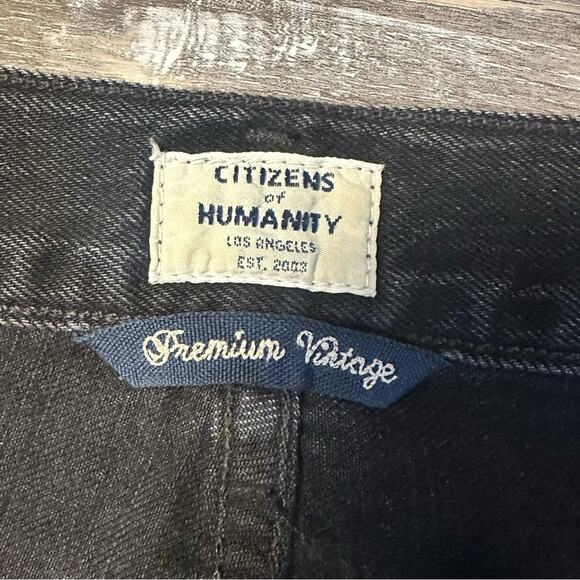 CITIZENS
of
HUMANITY
LOS ANGELES
EST. 2003
Premium Vintage